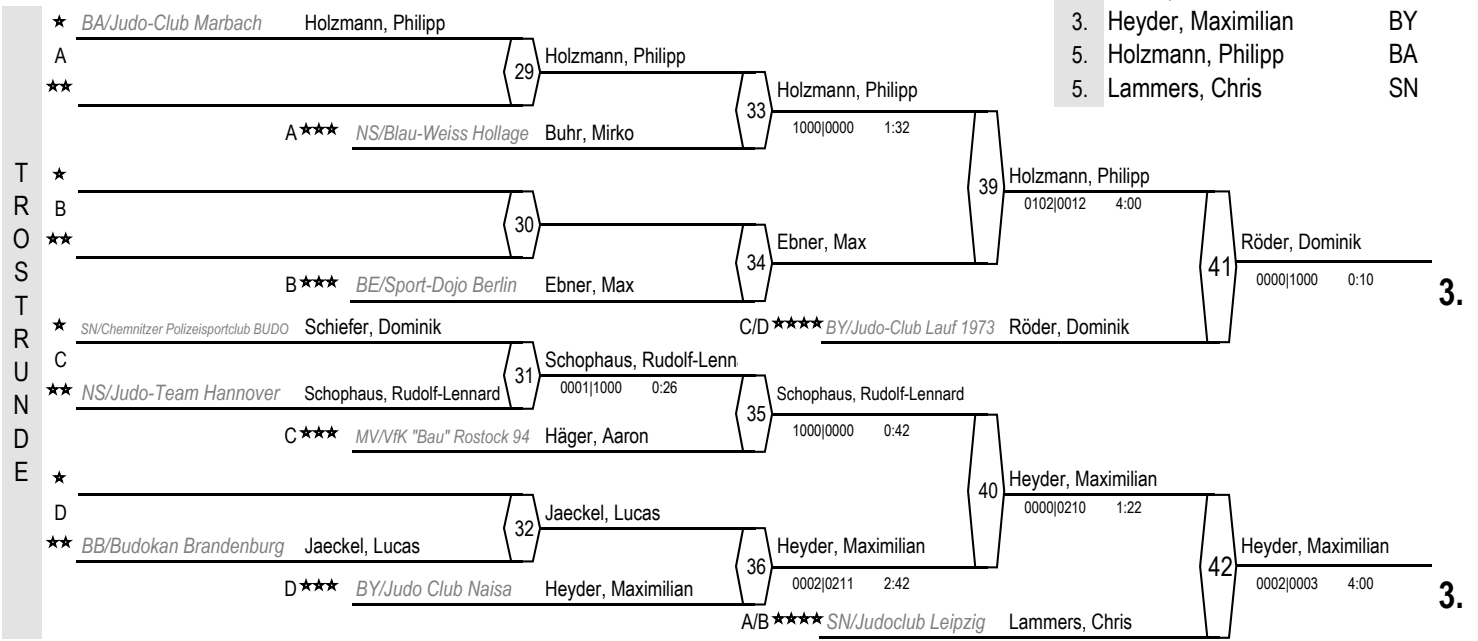 ★ BA/Judo-Club Marbach Holzmann, Philipp
3. Heyder, Maximilian BY
A
29 Holzmann, Philipp
5. Holzmann, Philipp BA
★★
5. Lammers, Chris SN
33 Holzmann, Philipp
1000|0000 1:32
A★★★ NS/Blau-Weiss Hollage Buhr, Mirko
TROSTRUNDE
★
39 Holzmann, Philipp
0102|0012 4:00
B
30
★★
34 Ebner, Max
41 Röder, Dominik
0000|1000 0:10
3.
B★★★ BE/Sport-Dojo Berlin Ebner, Max
★ SN/Chemnitzer Polizeisportclub BUDO Schiefer, Dominik
C/D★★★★ BY/Judo-Club Lauf 1973 Röder, Dominik
C
31 Schophaus, Rudolf-Lenn
0001|1000 0:26
★★ NS/Judo-Team Hannover Schophaus, Rudolf-Lennard
35 Schophaus, Rudolf-Lennard
1000|0000 0:42
C★★★ MV/VfK "Bau" Rostock 94 Häger, Aaron
★
40 Heyder, Maximilian
0000|0210 1:22
D
32 Jaeckel, Lucas
★★ BB/Budokan Brandenburg Jaeckel, Lucas
36 Heyder, Maximilian
0002|0211 2:42
42 Heyder, Maximilian
0002|0003 4:00
3.
D★★★ BY/Judo Club Naisa Heyder, Maximilian
A/B★★★★ SN/Judoclub Leipzig Lammers, Chris